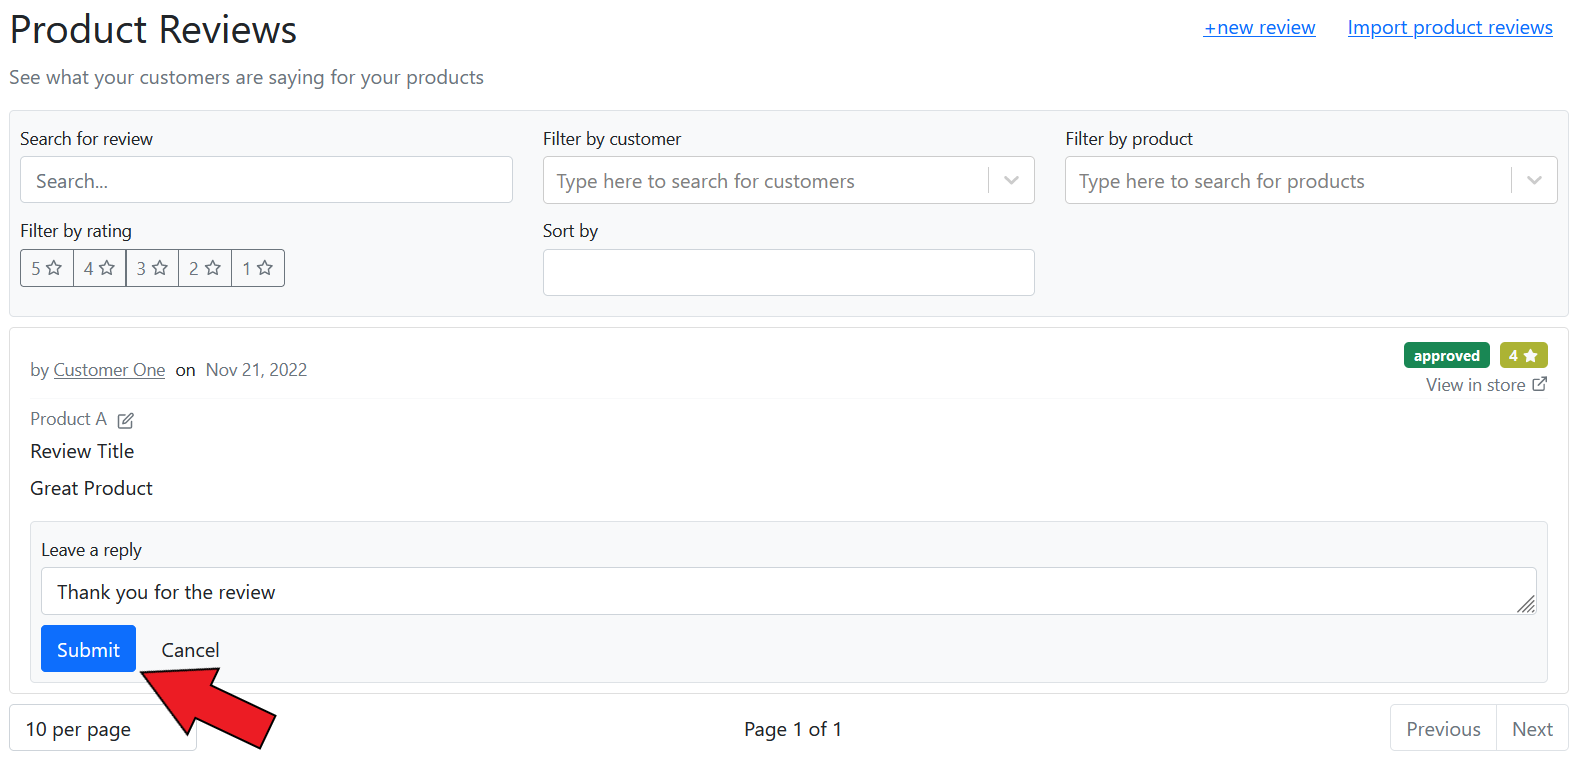 Product Reviews
+new review Import product reviews
See what your customers are saying for your products
Search for review Filter by customer Filter by product
Search... Type here to search for customers Type here to search for products
Filter by rating Sort by
5 4 3 2 1
approved 4
by Customer One on Nov 21, 2022
View in store
Product A
Review Title
Great Product
Leave a reply
Thank you for the review
Submit Cancel
10 per page Page 1 of 1 Previous Next